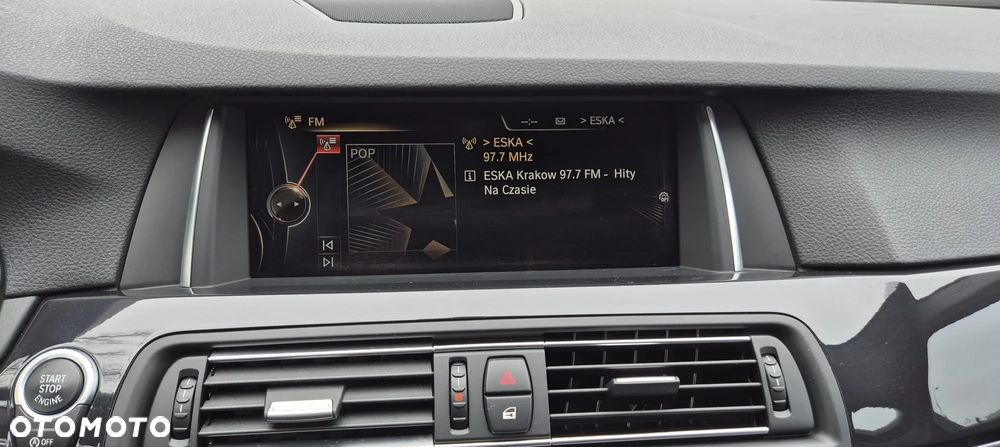 FM
--:--
> ESKA <
POP
> ESKA <
97.7 MHz
ESKA Krakow 97.7 FM - Hity
Na Czasie
OFF
START
STOP
ENGINE
OFF
OTOMOTO